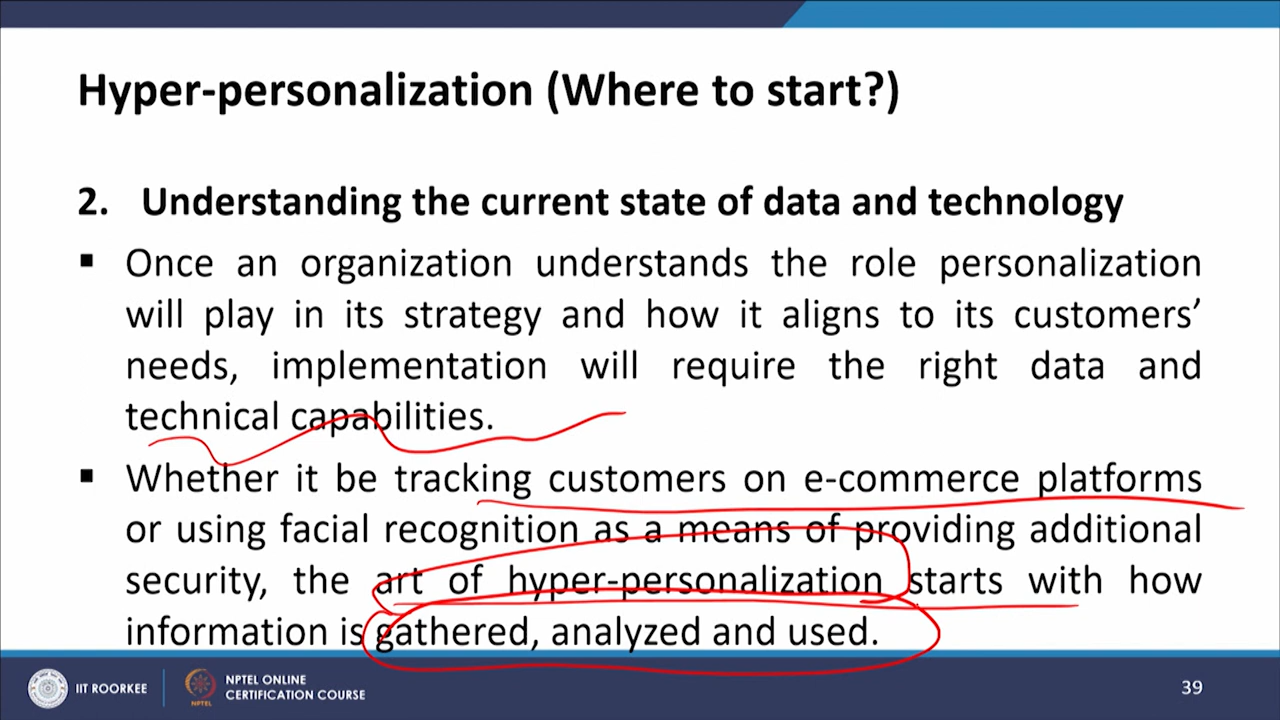 Hyper-personalization (Where to start?)
2. Understanding the current state of data and technology
▪ Once an organization understands the role personalization
will play in its strategy and how it aligns to its customers’
needs, implementation will require the right data and
technical capabilities.
▪ Whether it be tracking customers on e-commerce platforms
or using facial recognition as a means of providing additional
security, the art of hyper-personalization starts with how
information is gathered, analyzed and used.
IIT ROORKEE
NPTEL
NPTEL ONLINE
CERTIFICATION COURSE
39